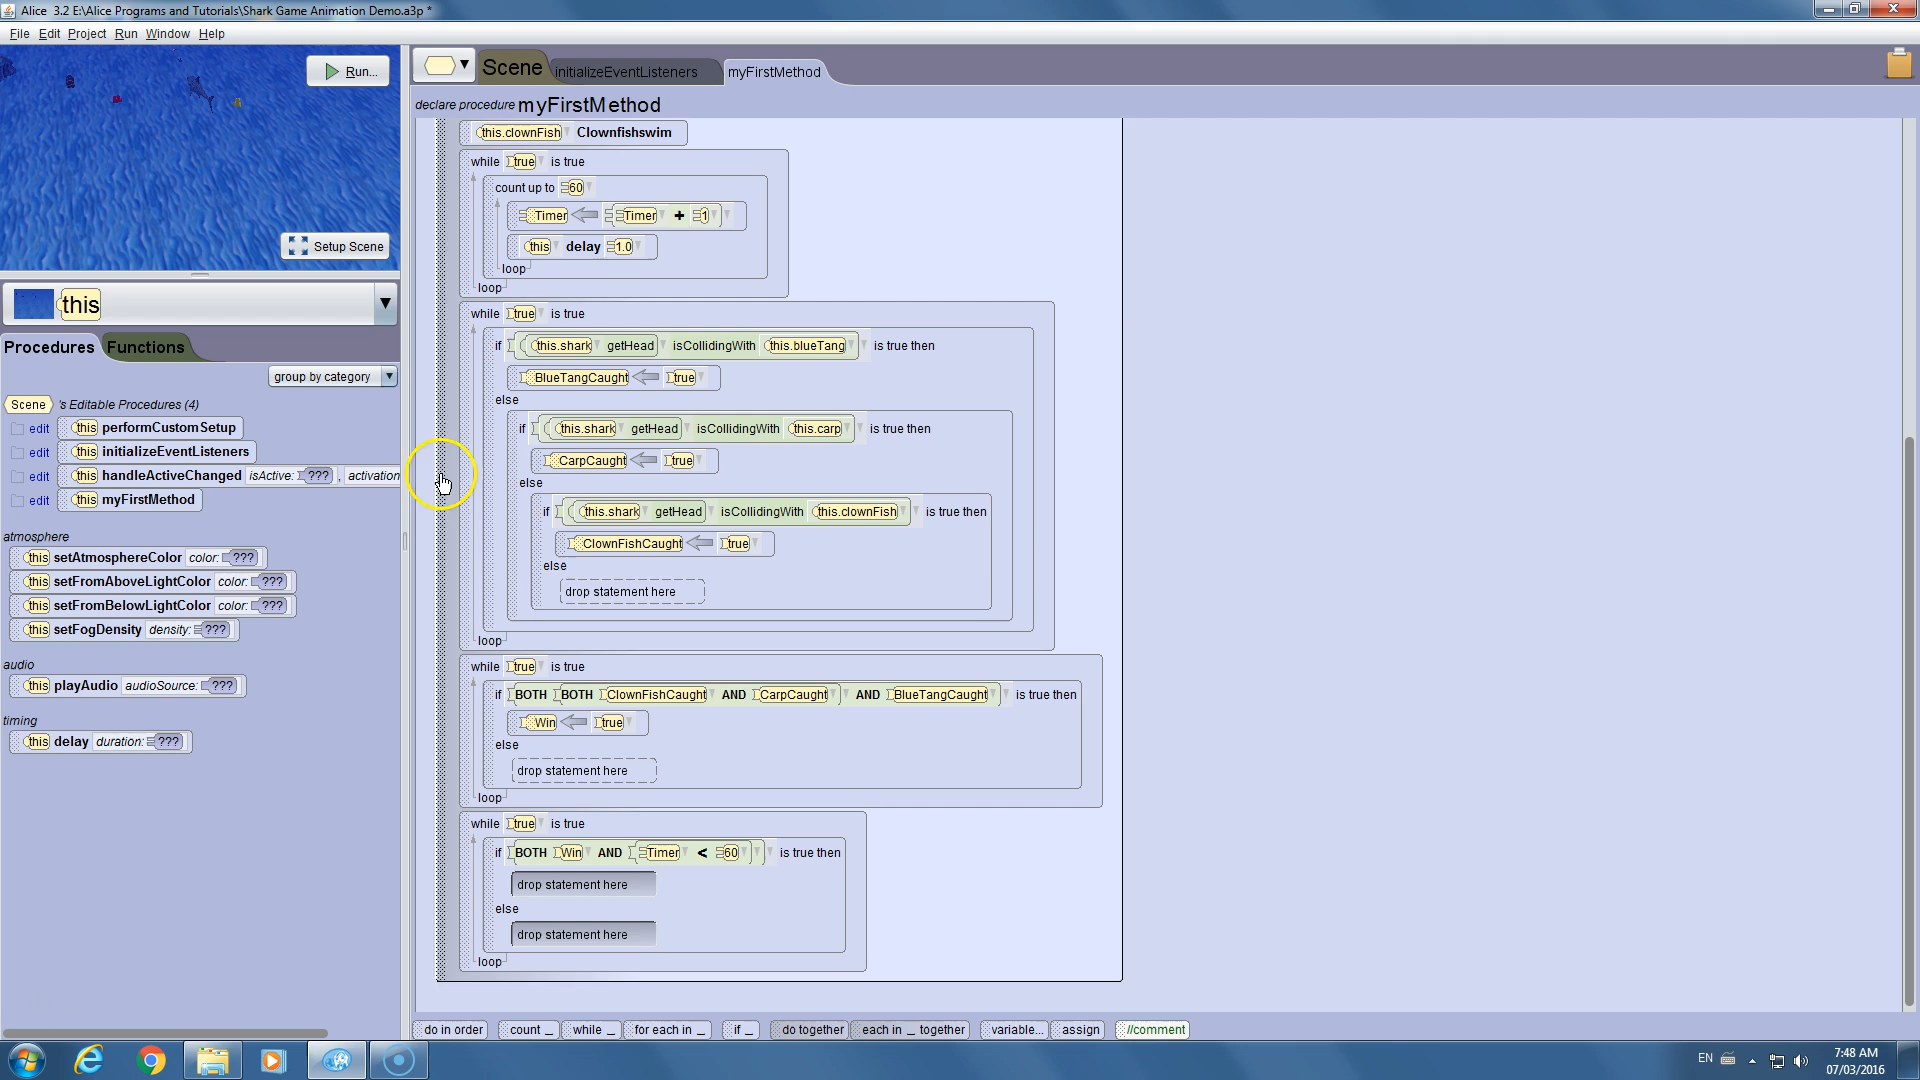 Alice 3.2 E:\Alice Programs and Tutorials\Shark Game Animation Demo.a3p *
File Edit Project Run Window Help
Run...
Setup Scene
this
Procedures Functions
group by category
Scene 's Editable Procedures (4)
edit this performCustomSetup
edit this initializeEventListeners
edit this handleActiveChanged isActive: ??? , activation
edit this myFirstMethod
atmosphere
this setAtmosphereColor color: ???
this setFromAboveLightColor color: ???
this setFromBelowLightColor color: ???
this setFogDensity density: ???
audio
this playAudio audioSource: ???
timing
this delay duration: ???
Scene initializeEventListeners myFirstMethod
declare procedure myFirstMethod
this.clownFish Clownfishswim
while true is true
count up to 60
Timer Timer + 1
this delay 1.0
loop
loop
while true is true
if this.shark getHead isCollidingWith this.blueTang is true then
BlueTangCaught true
else
if this.shark getHead isCollidingWith this.carp is true then
CarpCaught true
else
if this.shark getHead isCollidingWith this.clownFish is true then
ClownFishCaught true
else
drop statement here
loop
while true is true
if BOTH BOTH ClownFishCaught AND CarpCaught AND BlueTangCaught is true then
Win true
else
drop statement here
loop
while true is true
if BOTH Win AND Timer < 60 is true then
drop statement here
else
drop statement here
loop
do in order count _ while _ for each in _ if _ do together each in _ together variable... assign //comment
EN 7:48 AM
07/03/2016